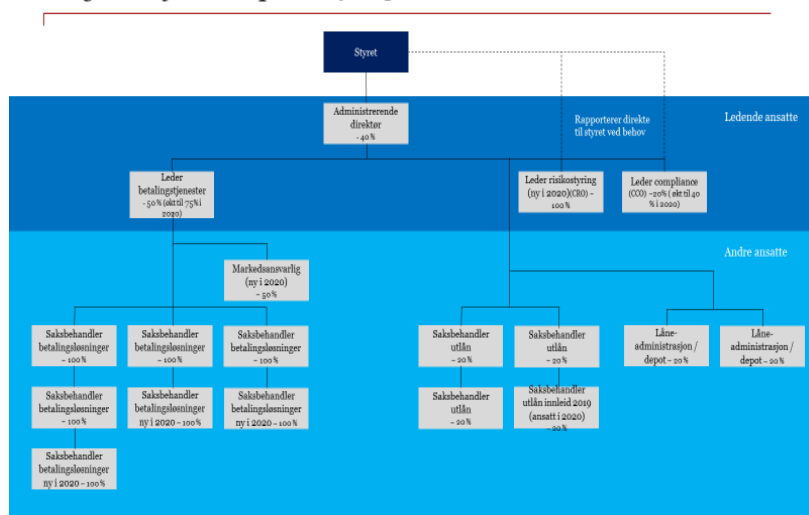 Styret
Administrerende
direktør
- 40 %
Rapporterer direkte
til styret ved behov
Ledende ansatte
Leder
betalingstjenester
- 50 % (økt til 75% i
2020)
Leder risikostyring
(ny i 2020)(CRO) –
100 %
Leder compliance
(CCO) –20% ( økt til 40
% i 2020)
Andre ansatte
Markedsansvarlig
(ny i 2020)
– 50 %
Saksbehandler
betalingsløsninger
– 100 %
Saksbehandler
betalingsløsninger
– 100 %
Saksbehandler
betalingsløsninger
– 100 %
Saksbehandler
utlån
– 20 %
Saksbehandler
utlån
– 20 %
Låne-
administrasjon /
depot – 20 %
Låne-
administrasjon /
depot – 20 %
Saksbehandler
betalingsløsninger
– 100 %
Saksbehandler
betalingsløsninger
ny i 2020 – 100 %
Saksbehandler
betalingsløsninger
ny i 2020 – 100 %
Saksbehandler
utlån
– 20 %
Saksbehandler
utlån innleid 2019
(ansatt i 2020)
– 20 %
Saksbehandler
betalingsløsninger
ny i 2020 – 100 %